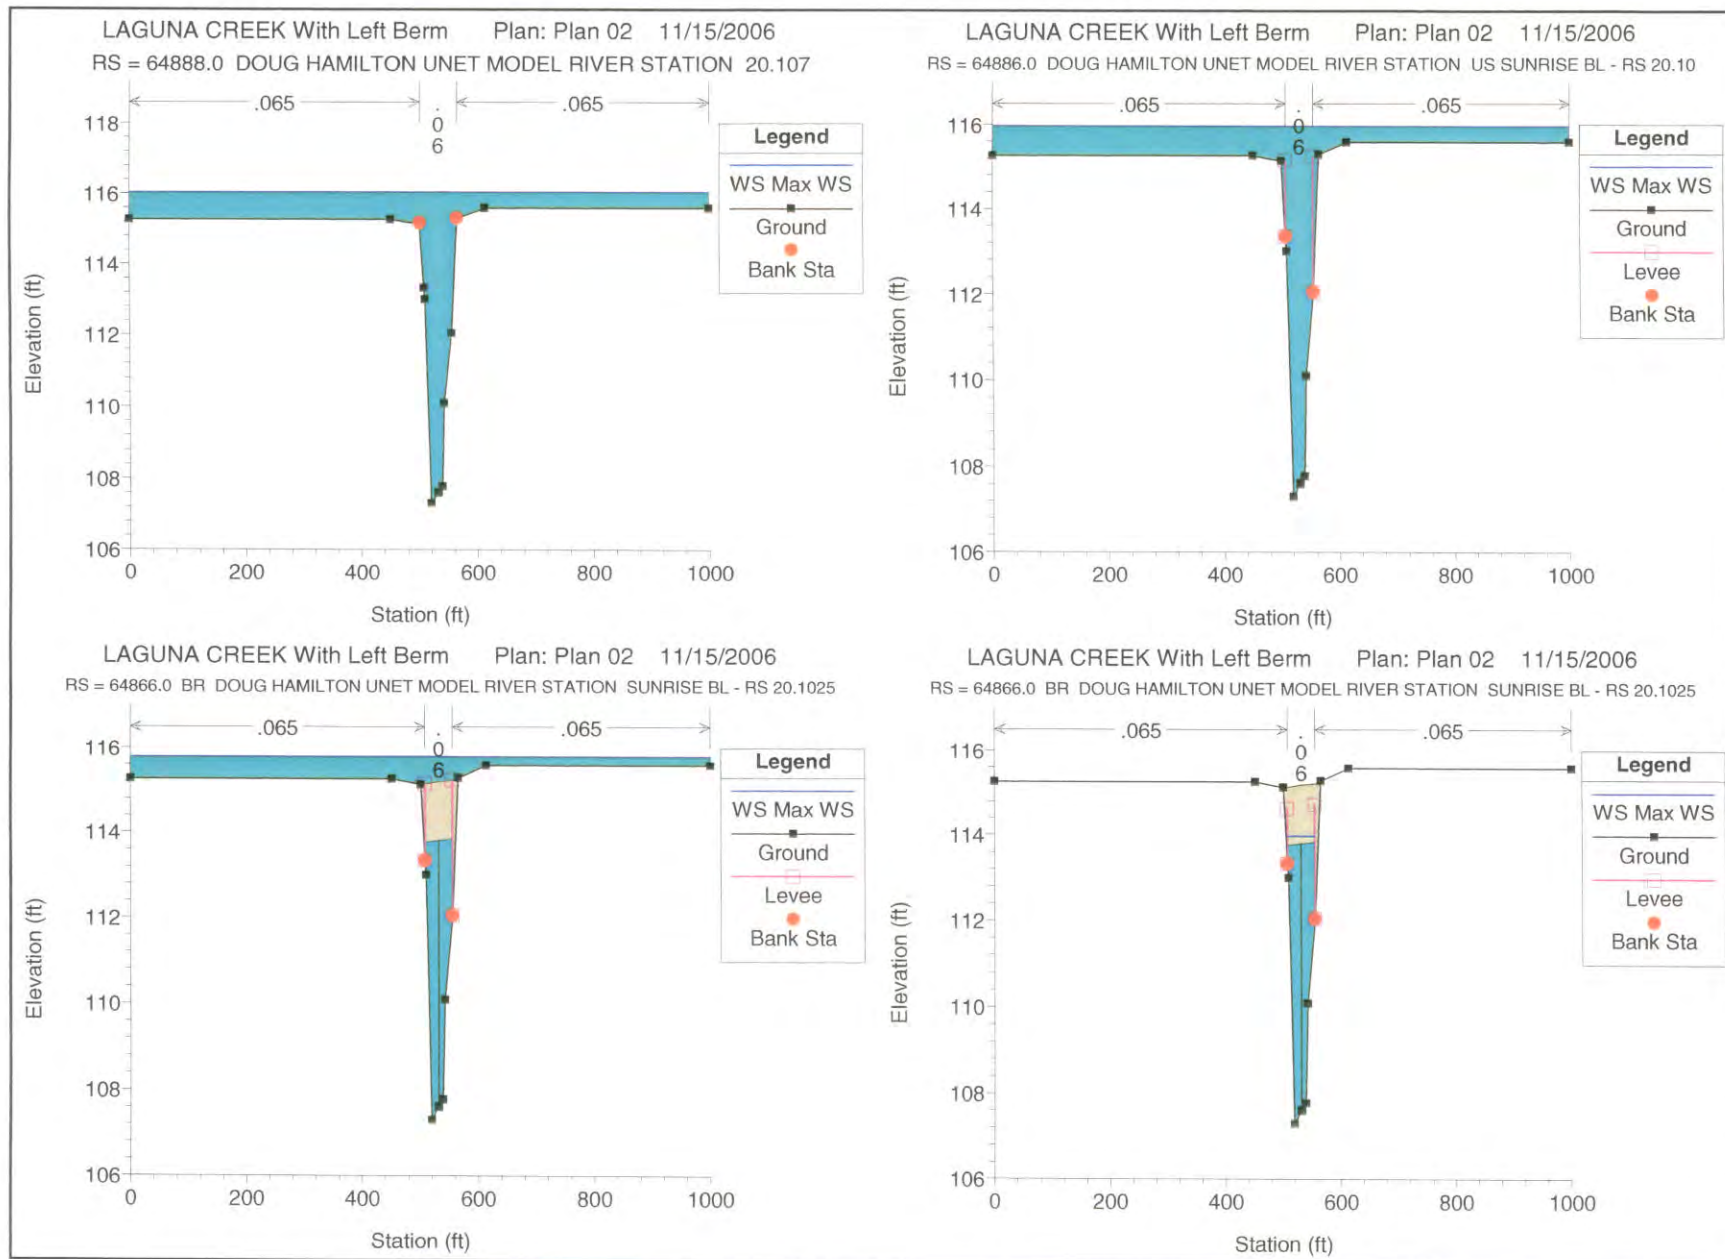 LAGUNA CREEK With Left Berm Plan: Plan 02 11/15/2006
RS = 64888.0 DOUG HAMILTON UNET MODEL RIVER STATION 20.107
.065
.06
.065
118
116
114
112
110
108
106
Elevation (ft)
0 200 400 600 800 1000
Station (ft)
Legend
WS Max WS
Ground
Bank Sta
LAGUNA CREEK With Left Berm Plan: Plan 02 11/15/2006
RS = 64886.0 DOUG HAMILTON UNET MODEL RIVER STATION US SUNRISE BL - RS 20.10
.065
.06
.065
116
114
112
110
108
106
Elevation (ft)
0 200 400 600 800 1000
Station (ft)
Legend
WS Max WS
Ground
Levee
Bank Sta
LAGUNA CREEK With Left Berm Plan: Plan 02 11/15/2006
RS = 64866.0 BR DOUG HAMILTON UNET MODEL RIVER STATION SUNRISE BL - RS 20.1025
.065
.06
.065
116
114
112
110
108
106
Elevation (ft)
0 200 400 600 800 1000
Station (ft)
Legend
WS Max WS
Ground
Levee
Bank Sta
LAGUNA CREEK With Left Berm Plan: Plan 02 11/15/2006
RS = 64866.0 BR DOUG HAMILTON UNET MODEL RIVER STATION SUNRISE BL - RS 20.1025
.065
.06
.065
116
114
112
110
108
106
Elevation (ft)
0 200 400 600 800 1000
Station (ft)
Legend
WS Max WS
Ground
Levee
Bank Sta